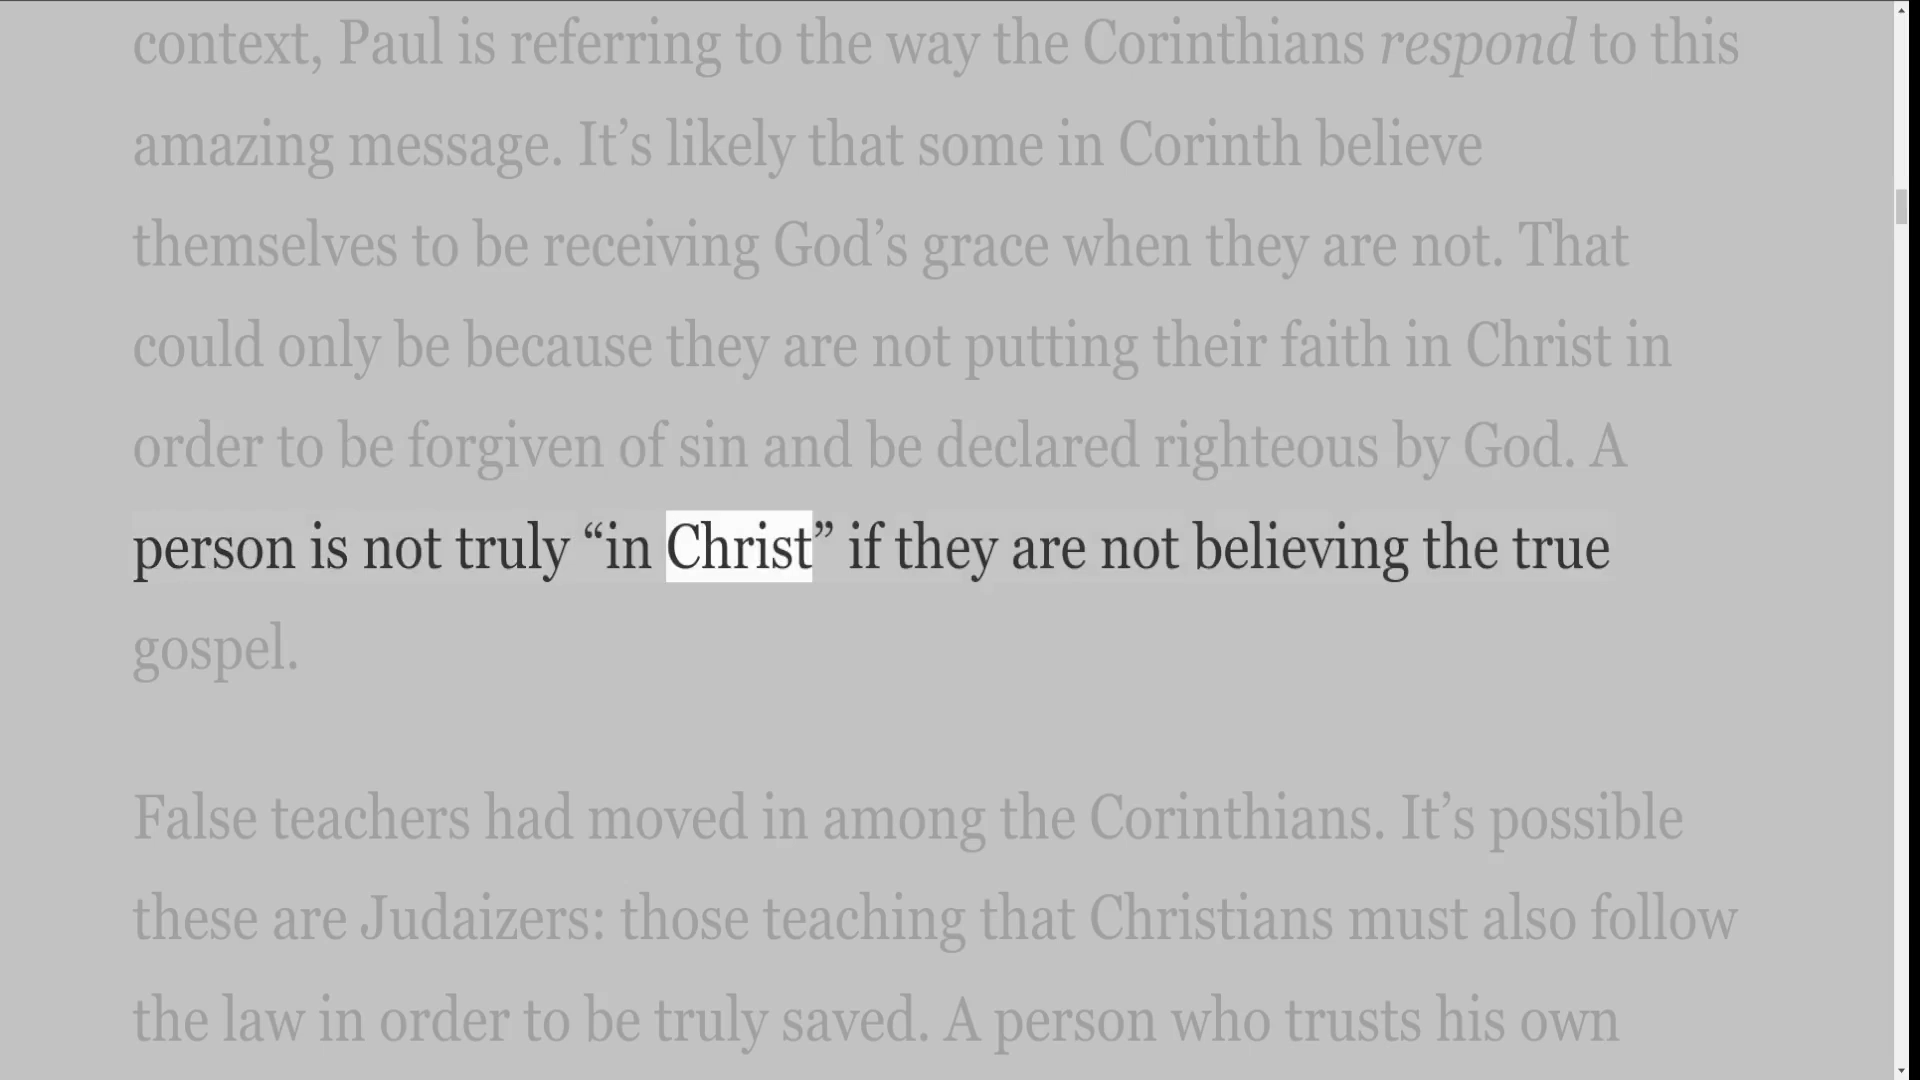 context, Paul is referring to the way the Corinthians respond to this
amazing message. It’s likely that some in Corinth believe
themselves to be receiving God’s grace when they are not. That
could only be because they are not putting their faith in Christ in
order to be forgiven of sin and be declared righteous by God. A
person is not truly “in Christ” if they are not believing the true
gospel.
False teachers had moved in among the Corinthians. It’s possible
these are Judaizers: those teaching that Christians must also follow
the law in order to be truly saved. A person who trusts his own